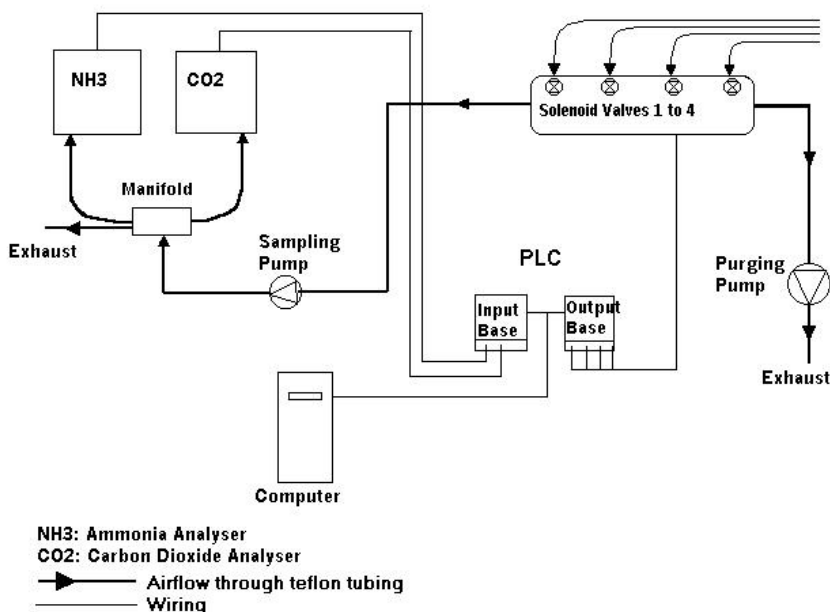 NH3
CO2
Solenoid Valves 1 to 4
Manifold
Exhaust
Sampling
Pump
PLC
Purging
Pump
Input
Base
Output
Base
Exhaust
Computer
NH3: Ammonia Analyser
CO2: Carbon Dioxide Analyser
Airflow through teflon tubing
Wiring